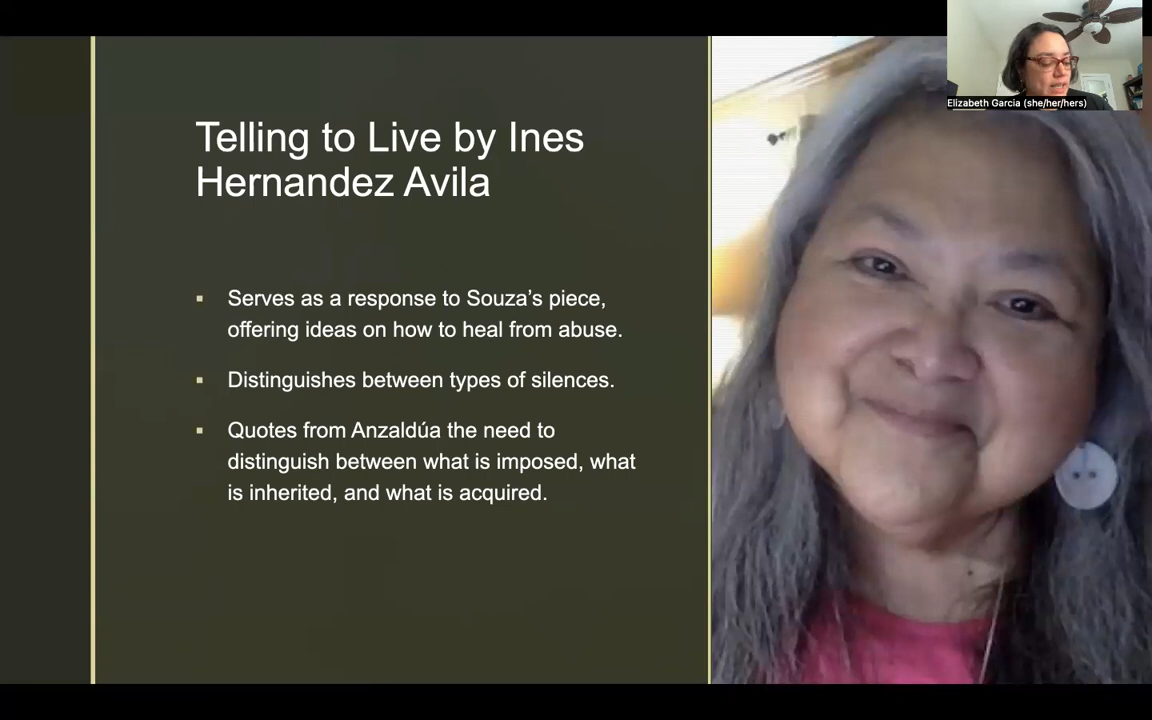 Elizabeth Garcia (she/her/hers)
Telling to Live by Ines
Hernandez Avila
▪ Serves as a response to Souza’s piece,
offering ideas on how to heal from abuse.
▪ Distinguishes between types of silences.
▪ Quotes from Anzaldúa the need to
distinguish between what is imposed, what
is inherited, and what is acquired.